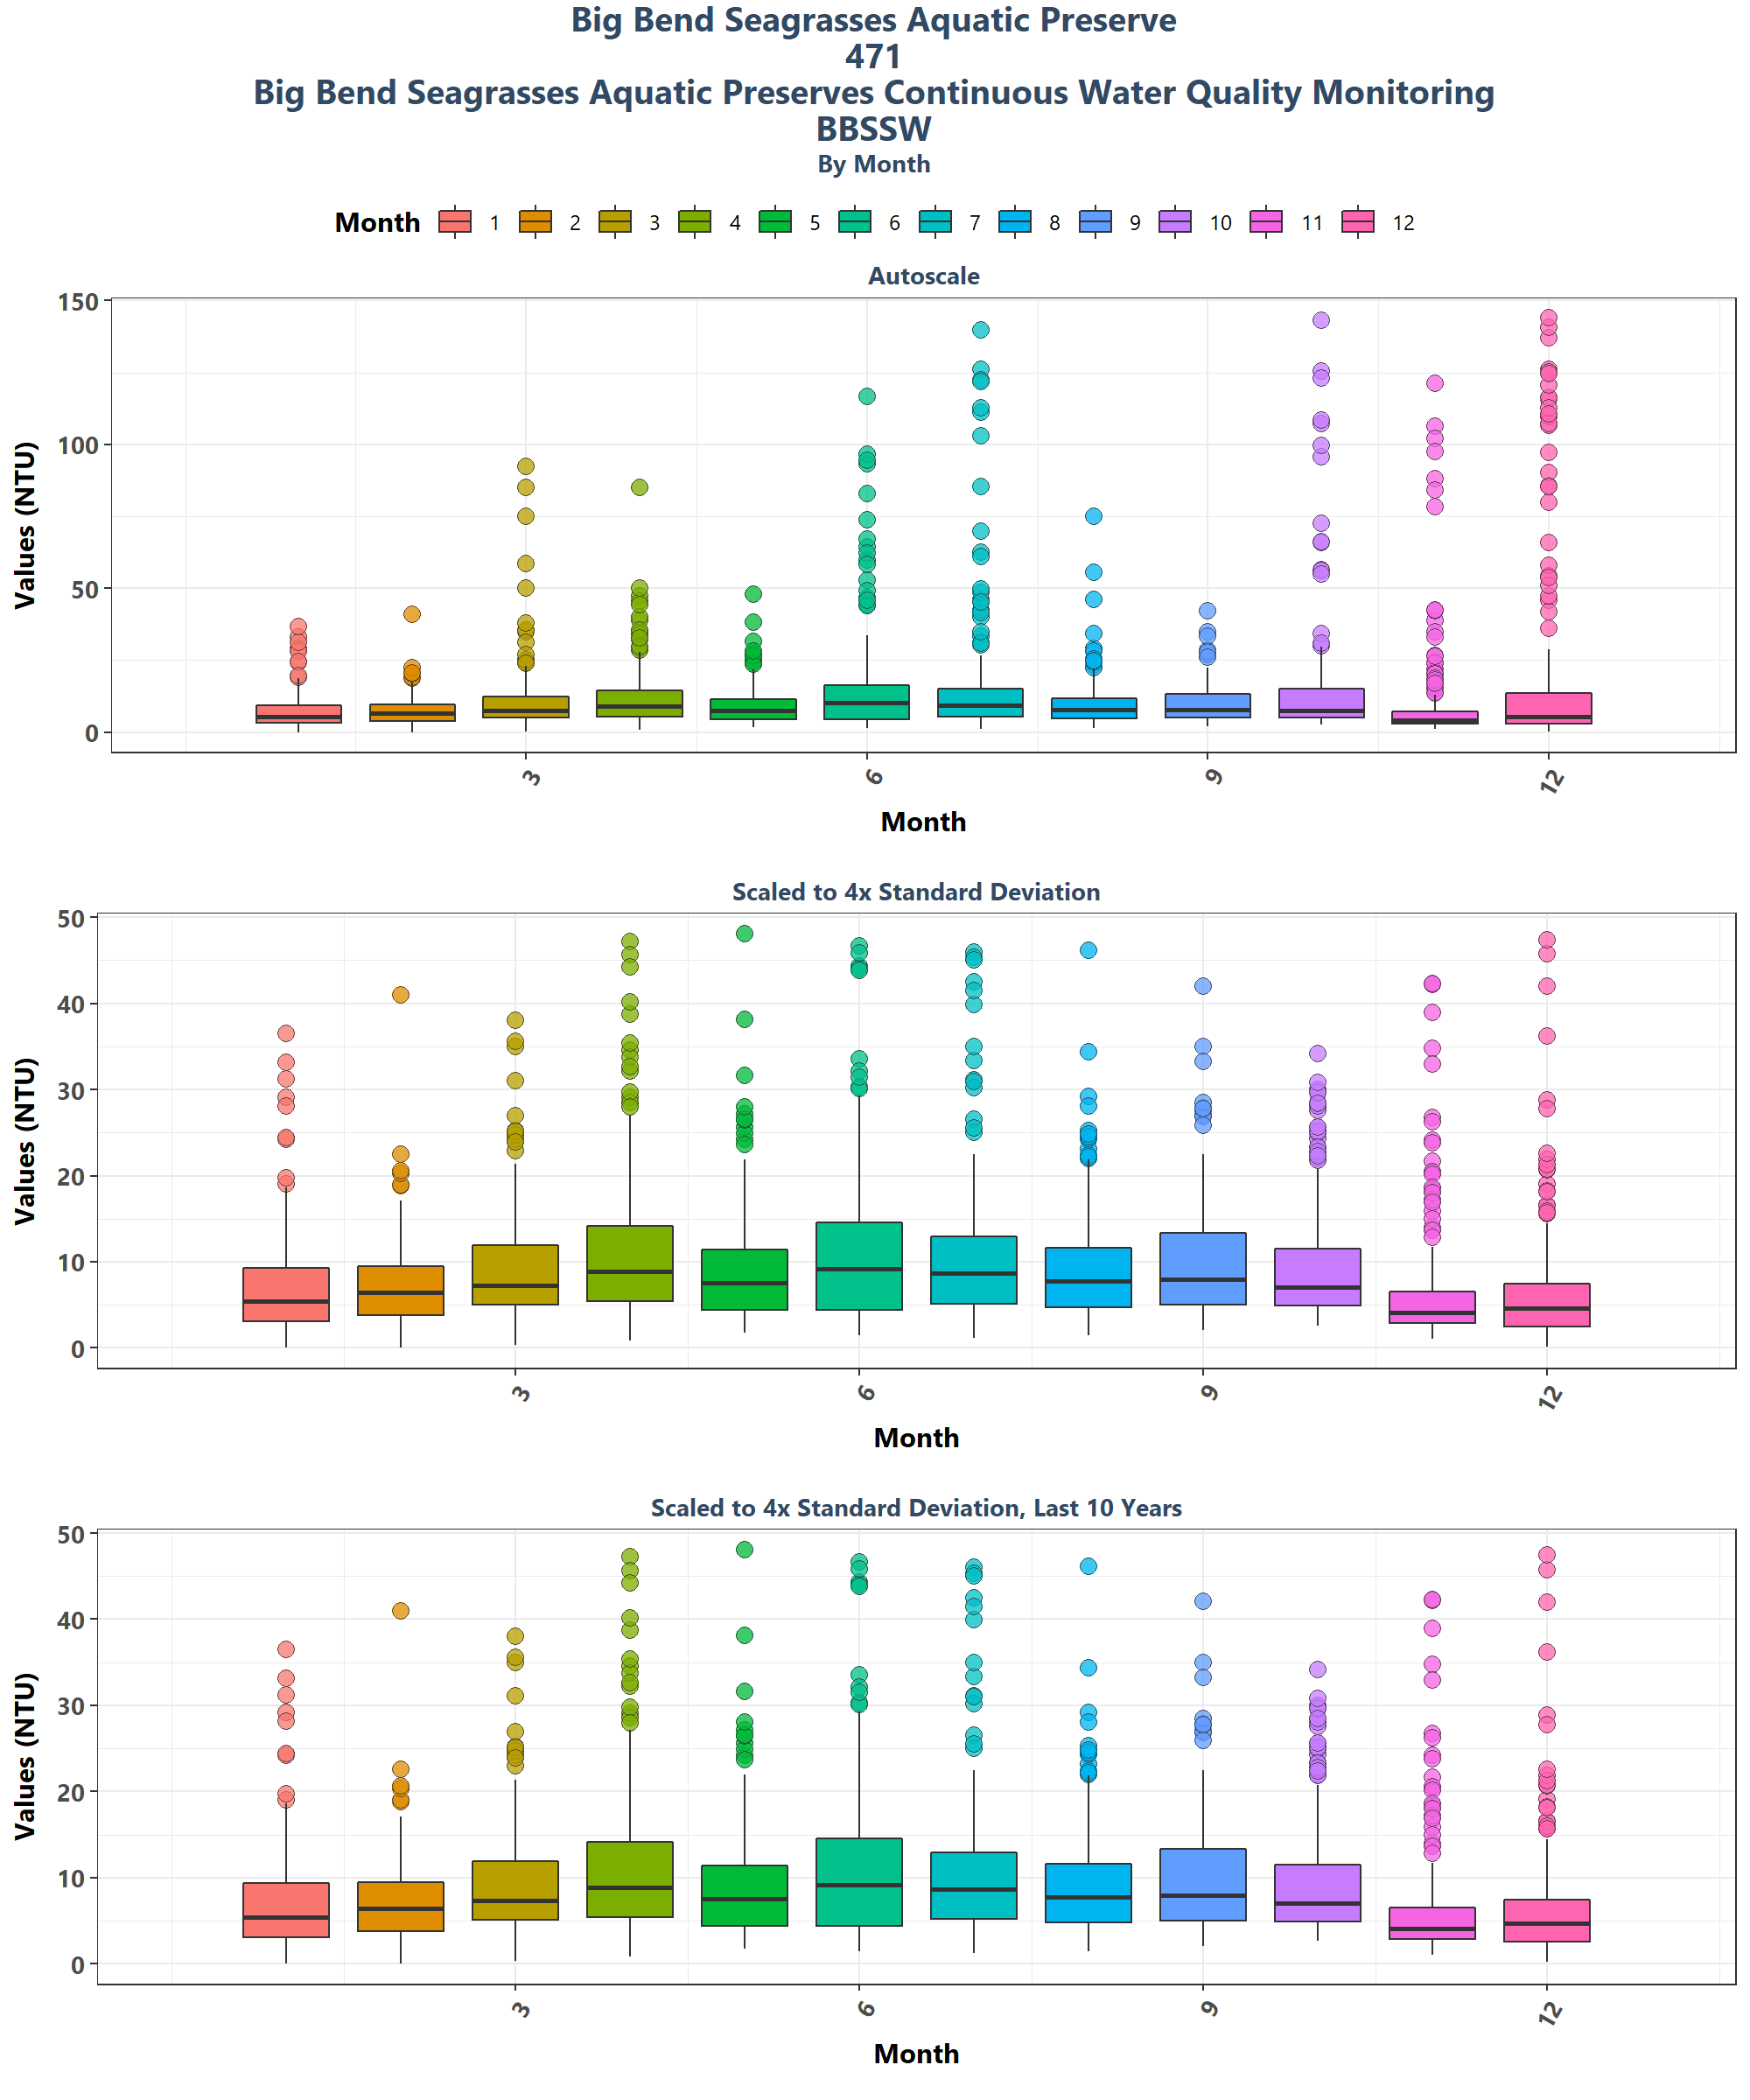 Big Bend Seagrasses Aquatic Preserve
471
Big Bend Seagrasses Aquatic Preserves Continuous Water Quality Monitoring
BBSSW
By Month
Month 1 2 3 4 5 6 7 8 9 10 11 12
Autoscale
Values (NTU)
150
100
50
0
3 6 9 12
Month
Scaled to 4x Standard Deviation
Values (NTU)
50
40
30
20
10
0
3 6 9 12
Month
Scaled to 4x Standard Deviation, Last 10 Years
Values (NTU)
50
40
30
20
10
0
3 6 9 12
Month